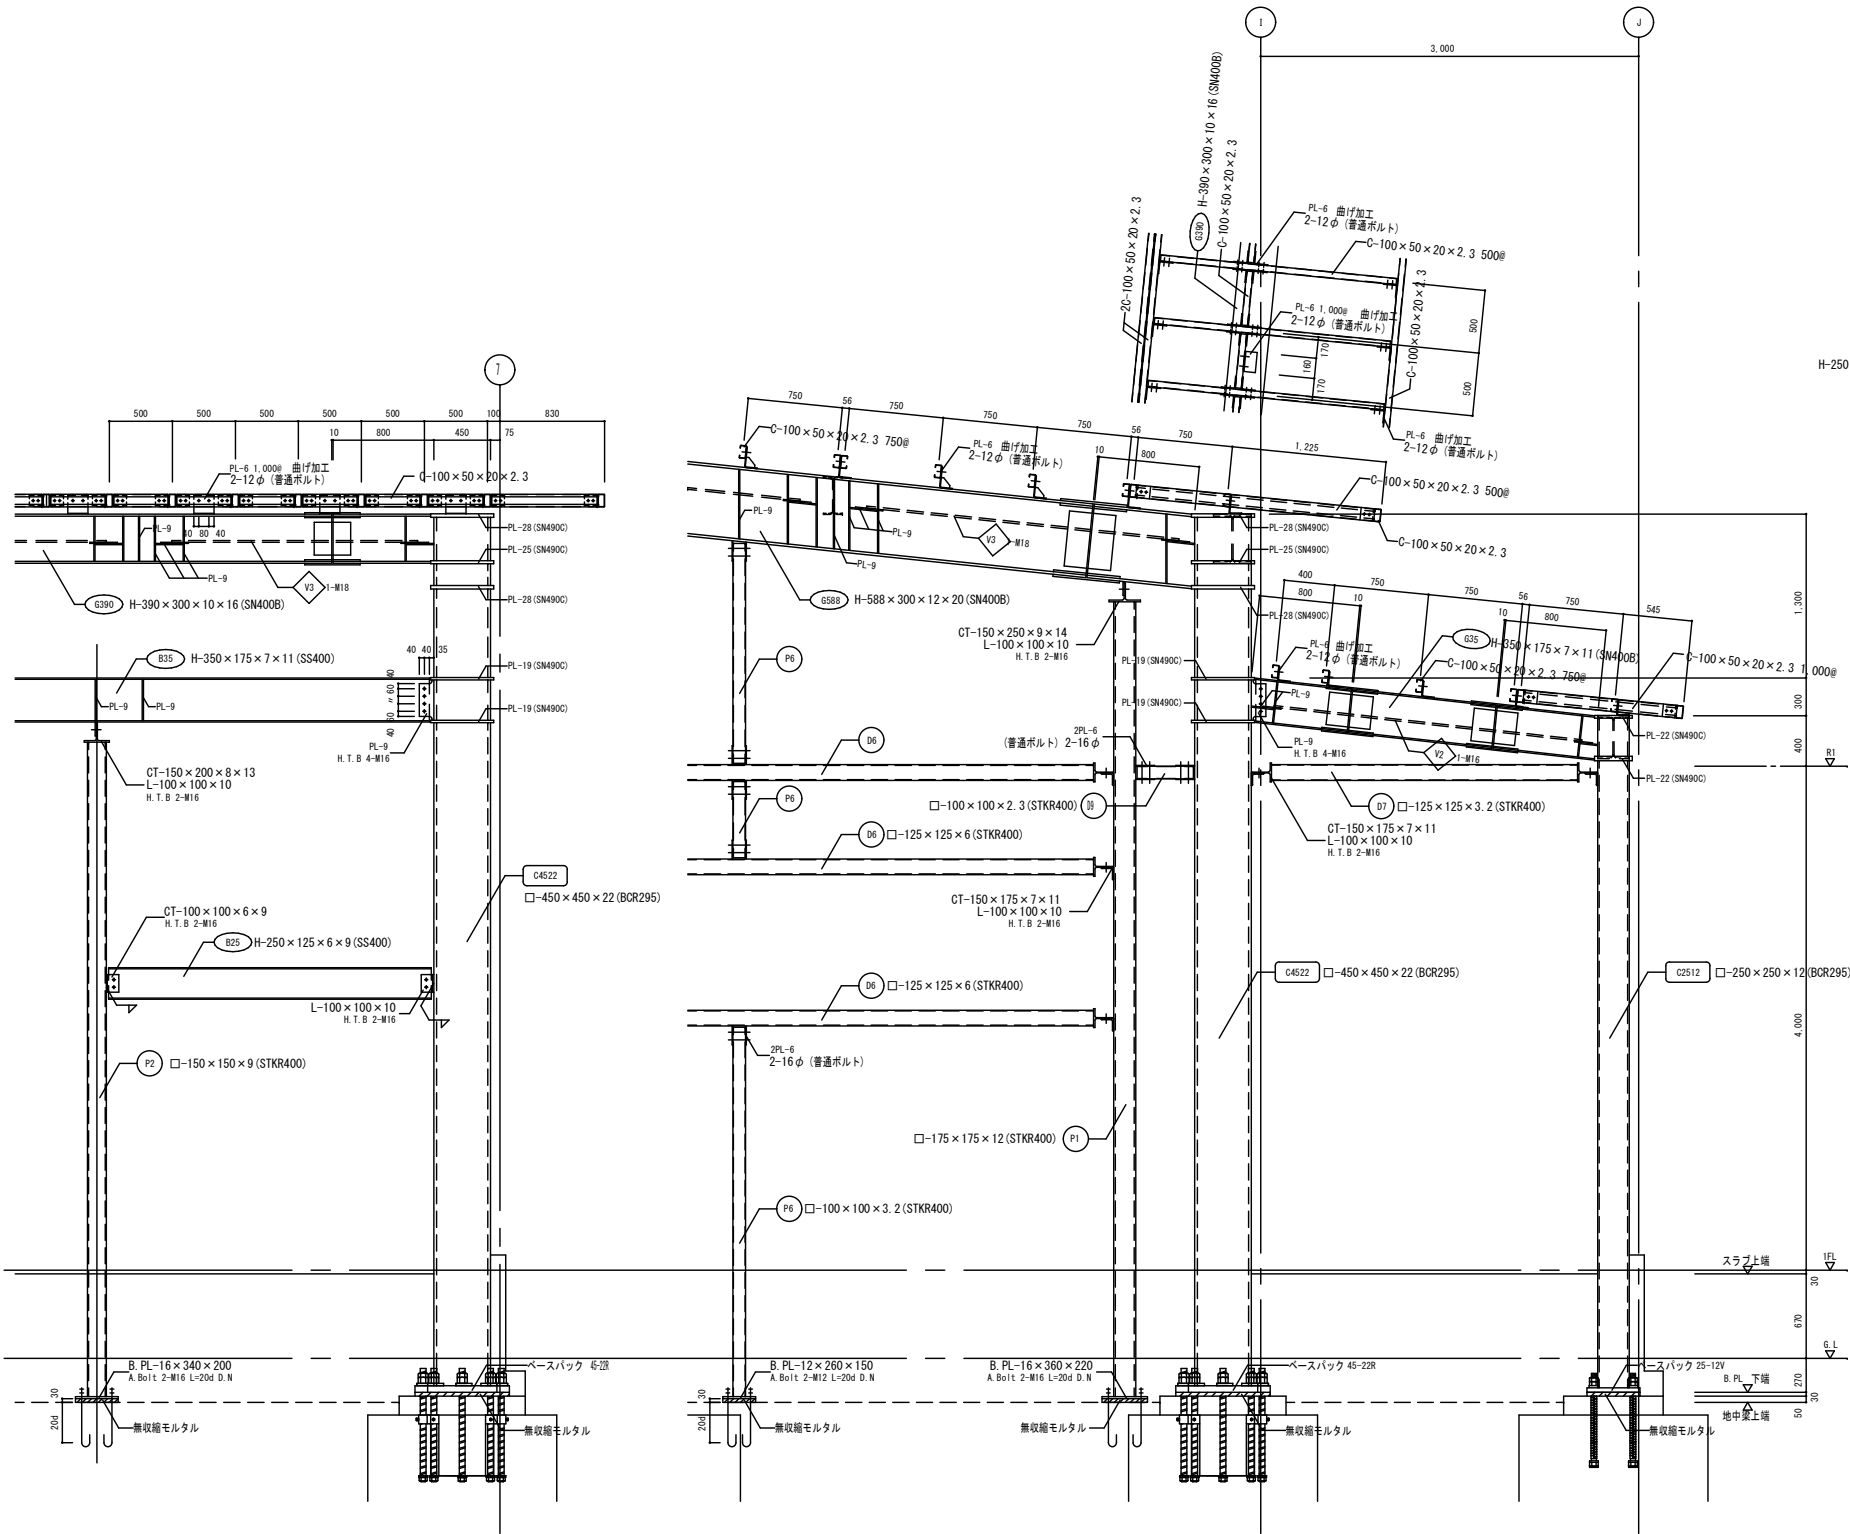 I
J
3,000
G390
H-390×300×10×16(SN400B)
C-100×50×20×2.3
2C-100×50×20×2.3
PL-6 曲げ加工
2-12φ(普通ボルト)
C-100×50×20×2.3 500@
PL-6 1,000@ 曲げ加工
2-12φ(普通ボルト)
C-100×50×20×2.3
500
500
170
160
170
PL-6 曲げ加工
2-12φ(普通ボルト)
H-250
7
500
500
500
500
500
500
100
830
10
800
450
75
PL-6 1,000@ 曲げ加工
2-12φ(普通ボルト)
C-100×50×20×2.3
PL-9
40 80 40
PL-9
V3
1-M18
G390
H-390×300×10×16(SN400B)
PL-28(SN490C)
PL-25(SN490C)
PL-28(SN490C)
B35
H-350×175×7×11(SS400)
40 40 35
40
60
〃
60
40
PL-9
PL-9
PL-19(SN490C)
PL-19(SN490C)
PL-9
H.T.B 4-M16
CT-150×200×8×13
L-100×100×10
H.T.B 2-M16
C4522
□-450×450×22(BCR295)
CT-100×100×6×9
H.T.B 2-M16
B25
H-250×125×6×9(SS400)
L-100×100×10
H.T.B 2-M16
P2
□-150×150×9(STKR400)
B.PL-16×340×200
A.Bolt 2-M16 L=20d D.N
30
20d
無収縮モルタル
ベースパック 45-22R
無収縮モルタル
750
56
750
750
750
56
750
1,225
10
800
C-100×50×20×2.3 750@
PL-6 曲げ加工
2-12φ(普通ボルト)
C-100×50×20×2.3 500@
C-100×50×20×2.3
PL-9
PL-9
PL-9
V3
1-M18
G588
H-588×300×12×20(SN400B)
PL-28(SN490C)
PL-25(SN490C)
PL-28(SN490C)
CT-150×250×9×14
L-100×100×10
H.T.B 2-M16
PL-19(SN490C)
PL-19(SN490C)
P6
D6
2PL-6
(普通ボルト) 2-16φ
P6
□-100×100×2.3(STKR400)
D9
D6
□-125×125×6(STKR400)
CT-150×175×7×11
L-100×100×10
H.T.B 2-M16
D6
□-125×125×6(STKR400)
2PL-6
2-16φ (普通ボルト)
□-175×175×12(STKR400)
P1
P6
□-100×100×3.2(STKR400)
B.PL-12×260×150
A.Bolt 2-M12 L=20d D.N
30
20d
無収縮モルタル
B.PL-16×360×220
A.Bolt 2-M16 L=20d D.N
無収縮モルタル
ベースパック 45-22R
無収縮モルタル
400
750
750
56
750
545
800
10
10
800
PL-6 曲げ加工
2-12φ(普通ボルト)
G35
H-350×175×7×11(SN400B)
C-100×50×20×2.3 750@
C-100×50×20×2.3 1,000@
PL-9
PL-9
H.T.B 4-M16
V2
1-M16
PL-22(SN490C)
PL-22(SN490C)
D7
□-125×125×3.2(STKR400)
CT-150×175×7×11
L-100×100×10
H.T.B 2-M16
C4522
□-450×450×22(BCR295)
C2512
□-250×250×12(BCR295)
1,300
300
400
R1
4,000
スラブ上端
1FL
30
670
G.L
ベースパック 25-12V
B.PL 下端
270
30
地中梁上端
50
無収縮モルタル